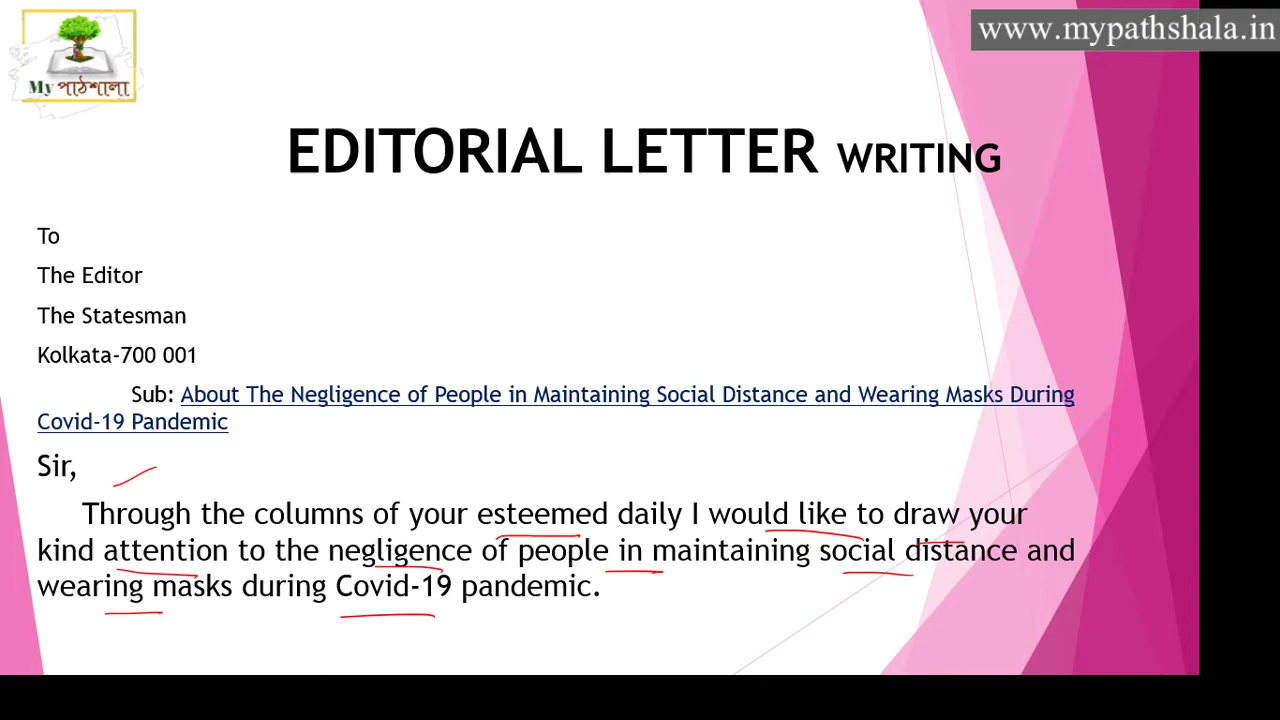 www.mypathshala.in
My পাঠশালা
EDITORIAL LETTER WRITING
To
The Editor
The Statesman
Kolkata-700 001
Sub: About The Negligence of People in Maintaining Social Distance and Wearing Masks During
Covid-19 Pandemic
Sir,
Through the columns of your esteemed daily I would like to draw your
kind attention to the negligence of people in maintaining social distance and
wearing masks during Covid-19 pandemic.